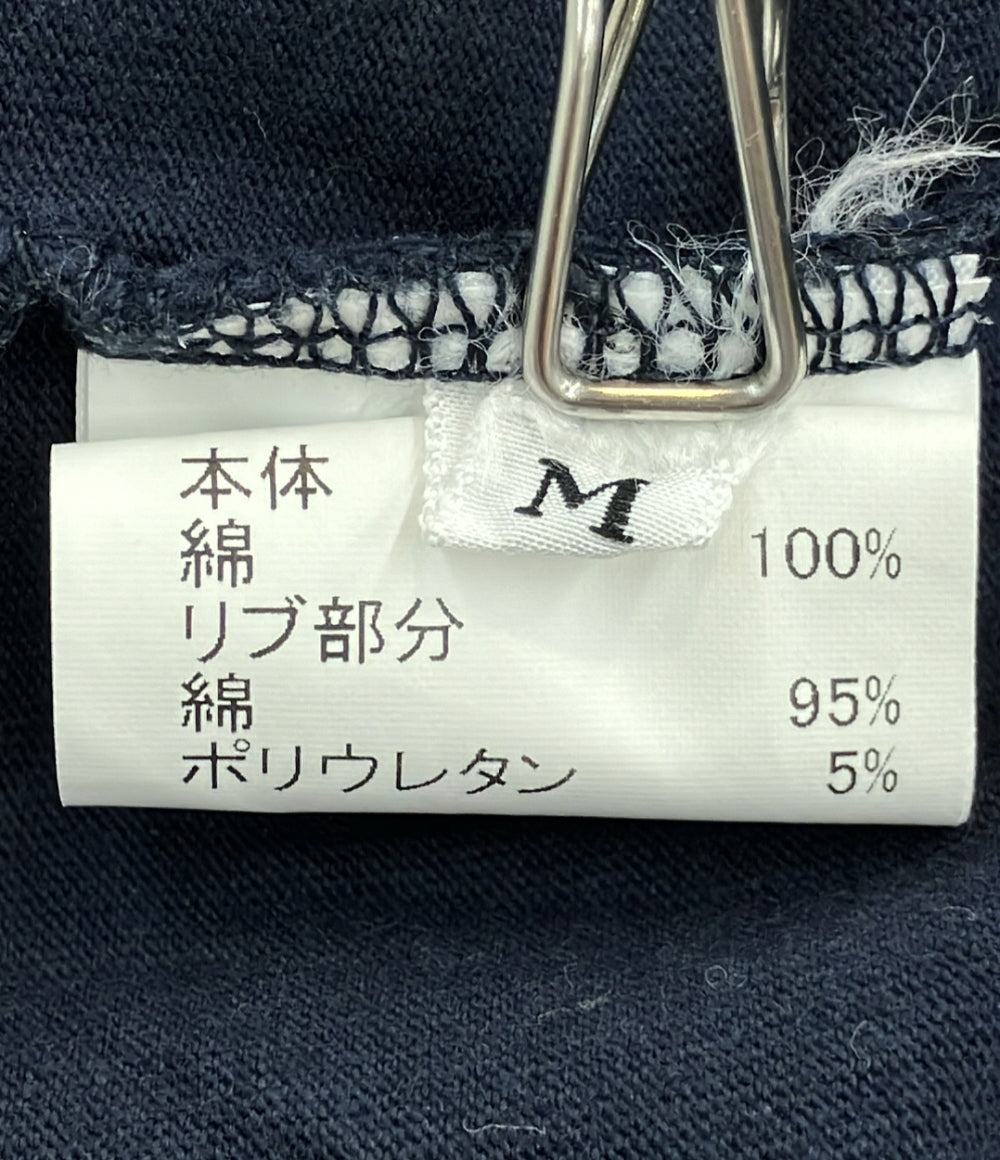 M
本体
綿 100%
リブ部分
綿 95%
ポリウレタン 5%